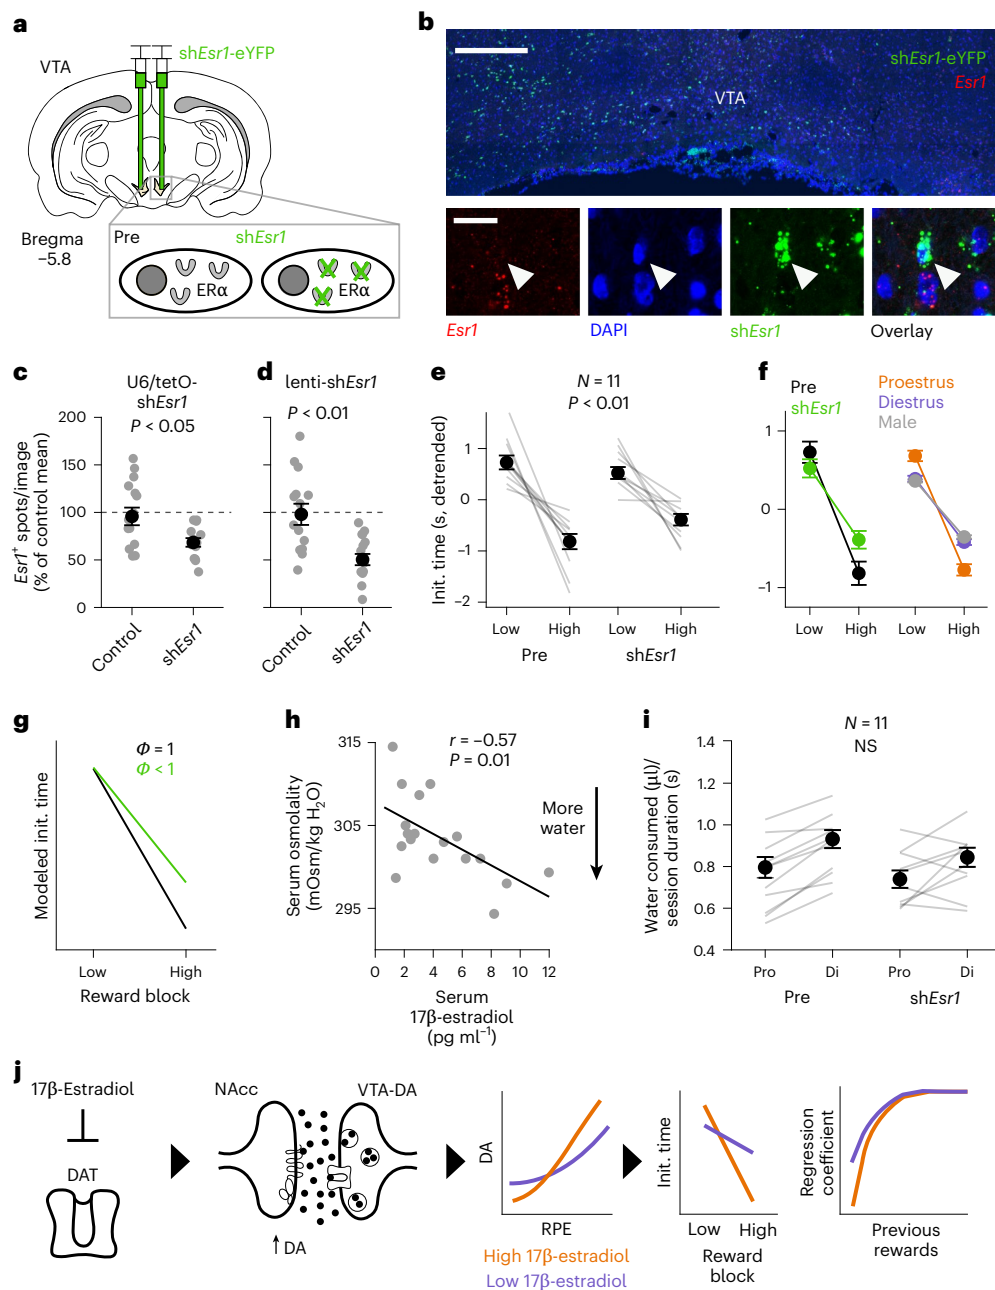 a
shEsr1-eYFP
VTA
Bregma
−5.8
Pre
shEsr1
ERα
ERα
b
shEsr1-eYFP
Esr1
VTA
Esr1
DAPI
shEsr1
Overlay
c
U6/tetO-
shEsr1
P < 0.05
Esr1+ spots/image
(% of control mean)
200
150
100
50
0
Control
shEsr1
d
lenti-shEsr1
P < 0.01
Control
shEsr1
e
N = 11
P < 0.01
Init. time (s, detrended)
1
0
−1
−2
Low
High
Low
High
Pre
shEsr1
f
Pre
shEsr1
Proestrus
Diestrus
Male
1
0
−1
Low
High
Low
High
g
Φ = 1
Φ < 1
Modeled init. time
Low
High
Reward block
h
r = −0.57
P = 0.01
Serum osmolality
(mOsm/kg H2O)
315
305
295
More
water
0
2
4
6
8
10
12
Serum
17β-estradiol
(pg ml−1)
i
N = 11
NS
Water consumed (µl)/
session duration (s)
1.4
1.2
1.0
0.8
0.6
0.4
Pro
Di
Pro
Di
Pre
shEsr1
j
17β-Estradiol
DAT
NAcc
VTA-DA
↑DA
DA
RPE
High 17β-estradiol
Low 17β-estradiol
Init. time
Low
High
Reward
block
Regression
coefficient
Previous
rewards